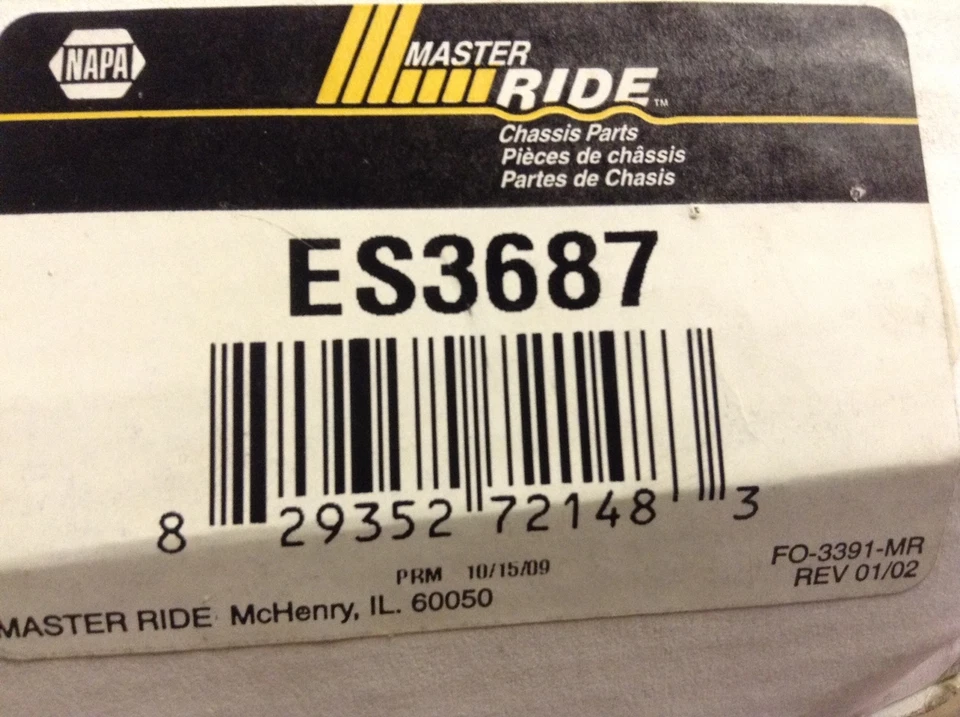 NAPA
MASTER
RIDE™
Chassis Parts
Pièces de châssis
Partes de Chasis
ES3687
8 29352 72148 3
PRM 10/15/09
FO-3391-MR
REV 01/02
MASTER RIDE McHenry, IL. 60050